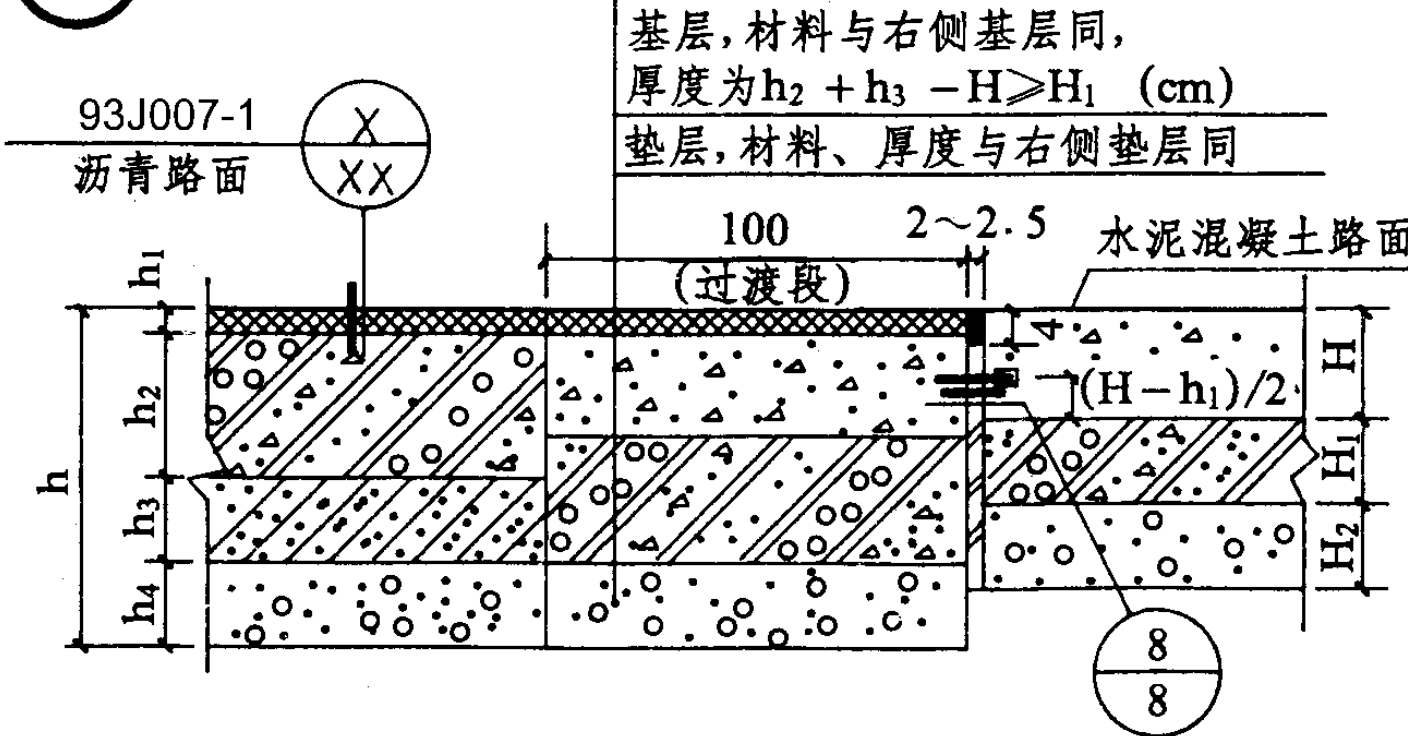 基层,材料与右侧基层同,
厚度为h₂ + h₃ - H⩾H₁ (cm)
垫层,材料、厚度与右侧垫层同
93J007-1
沥青路面
X
XX
100
(过渡段)
2~2.5
水泥混凝土路面
h₁
h₂
h₃
h₄
h
4
(H-h₁)/2
H
H₁
H₂
8
8